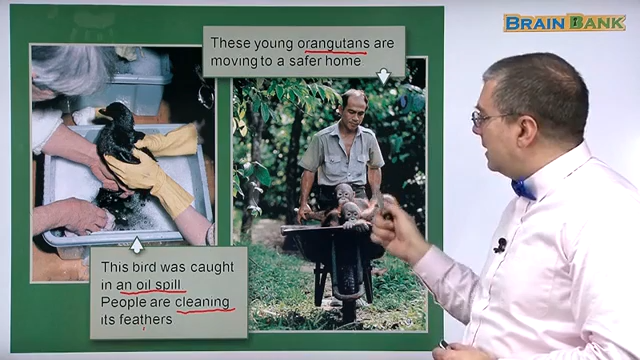 BRAIN BANK
These young orangutans are
moving to a safer home
This bird was caught
in an oil spill
People are cleaning
its feathers